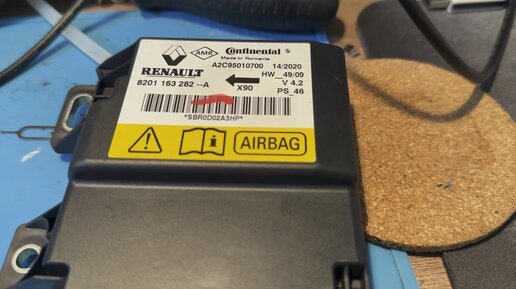 AMR Continental S
Made in Romania
RENAULT A2C95010700 14/2020
HW__49/09
8201 163 282 --A X90 V 4.2
PS_46
*SBR0D02A3HP*
AIRBAG